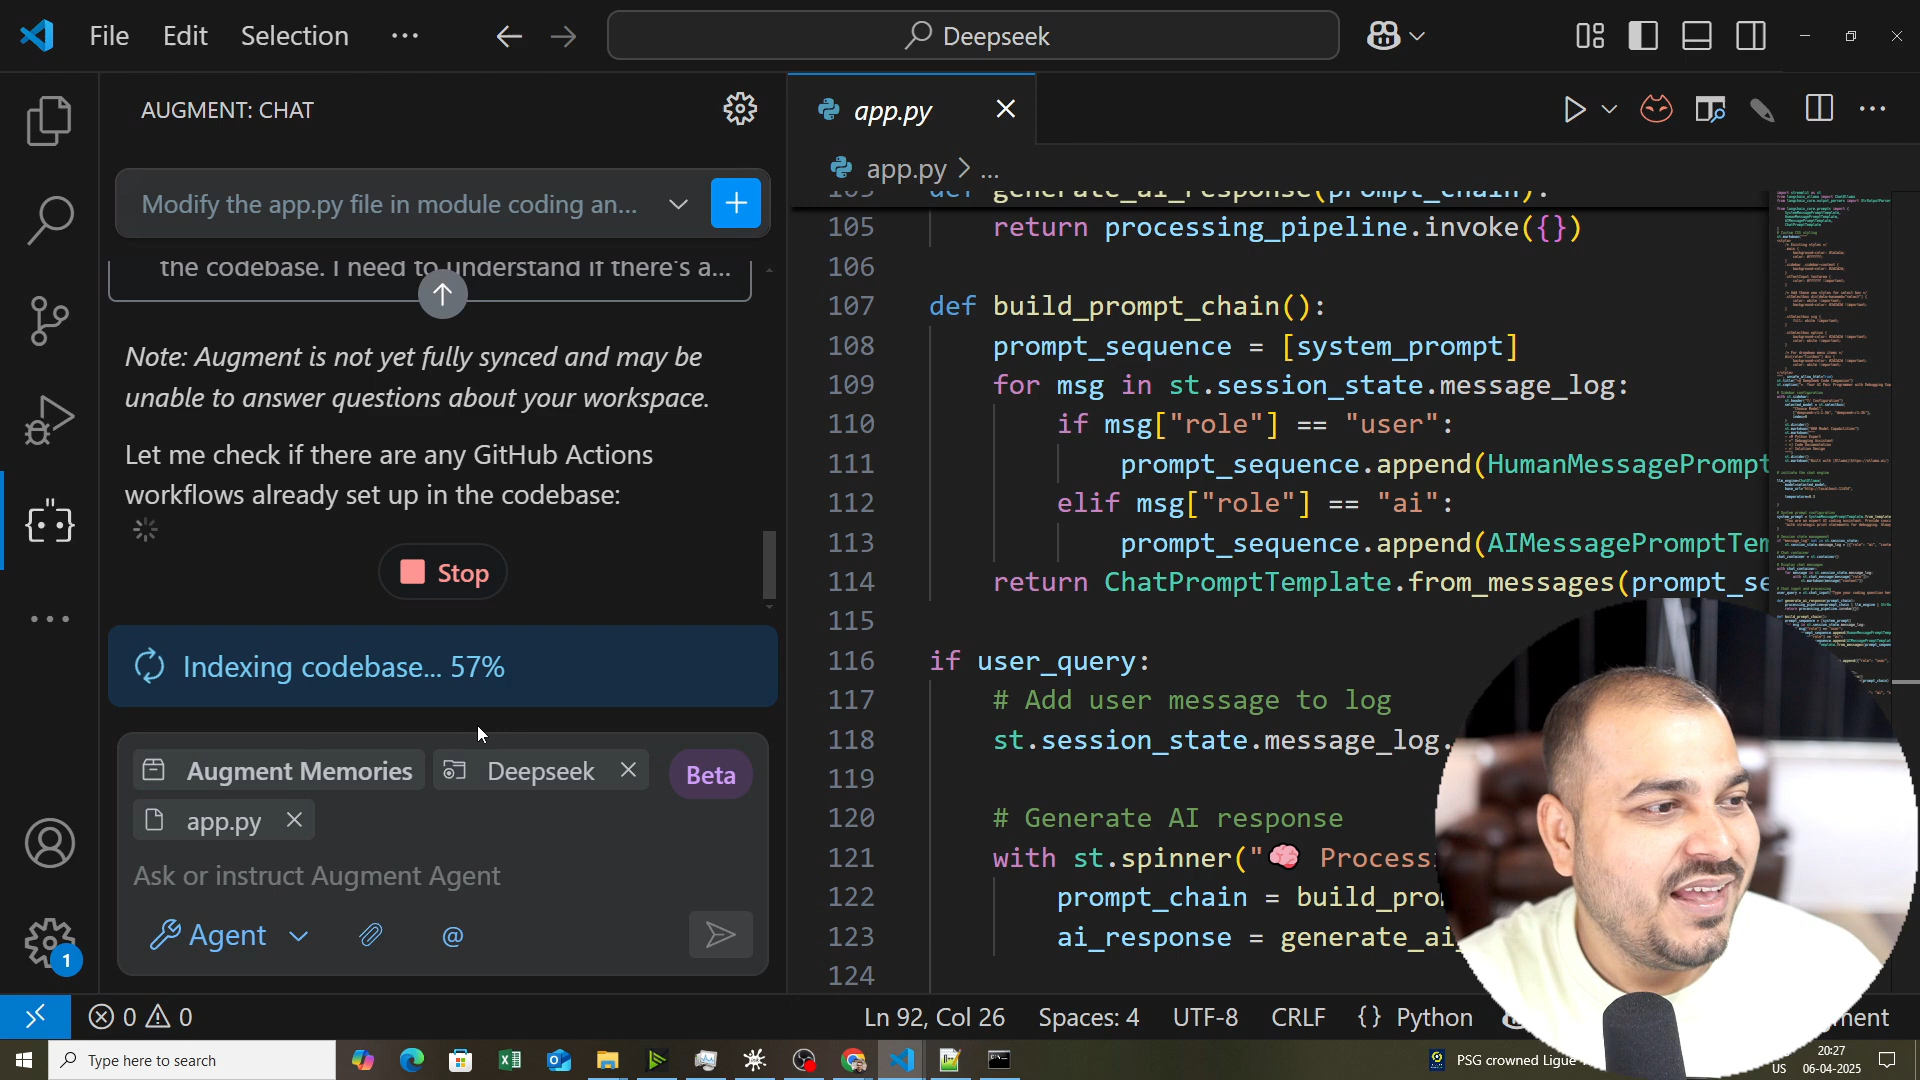 File Edit Selection ...
Deepseek
AUGMENT: CHAT
Modify the app.py file in module coding an...
the codebase. I need to understand if there's a...
Note: Augment is not yet fully synced and may be
unable to answer questions about your workspace.
Let me check if there are any GitHub Actions
workflows already set up in the codebase:
Stop
Indexing codebase... 57%
Augment Memories
Deepseek
Beta
app.py
Ask or instruct Augment Agent
Agent
@
app.py
app.py > ...
def generate_ai_response(prompt_chain):
105 return processing_pipeline.invoke({})
106
107 def build_prompt_chain():
108 prompt_sequence = [system_prompt]
109 for msg in st.session_state.message_log:
110 if msg["role"] == "user":
111 prompt_sequence.append(HumanMessagePrompt
112 elif msg["role"] == "ai":
113 prompt_sequence.append(AIMessagePromptTem
114 return ChatPromptTemplate.from_messages(prompt_se
115
116 if user_query:
117 # Add user message to log
118 st.session_state.message_log.
119
120 # Generate AI response
121 with st.spinner("🧠 Process
122 prompt_chain = build_pro
123 ai_response = generate_ai
124
1
0 0
Ln 92, Col 26 Spaces: 4 UTF-8 CRLF {} Python
Type here to search
PSG crowned Ligue
US
20:27
06-04-2025